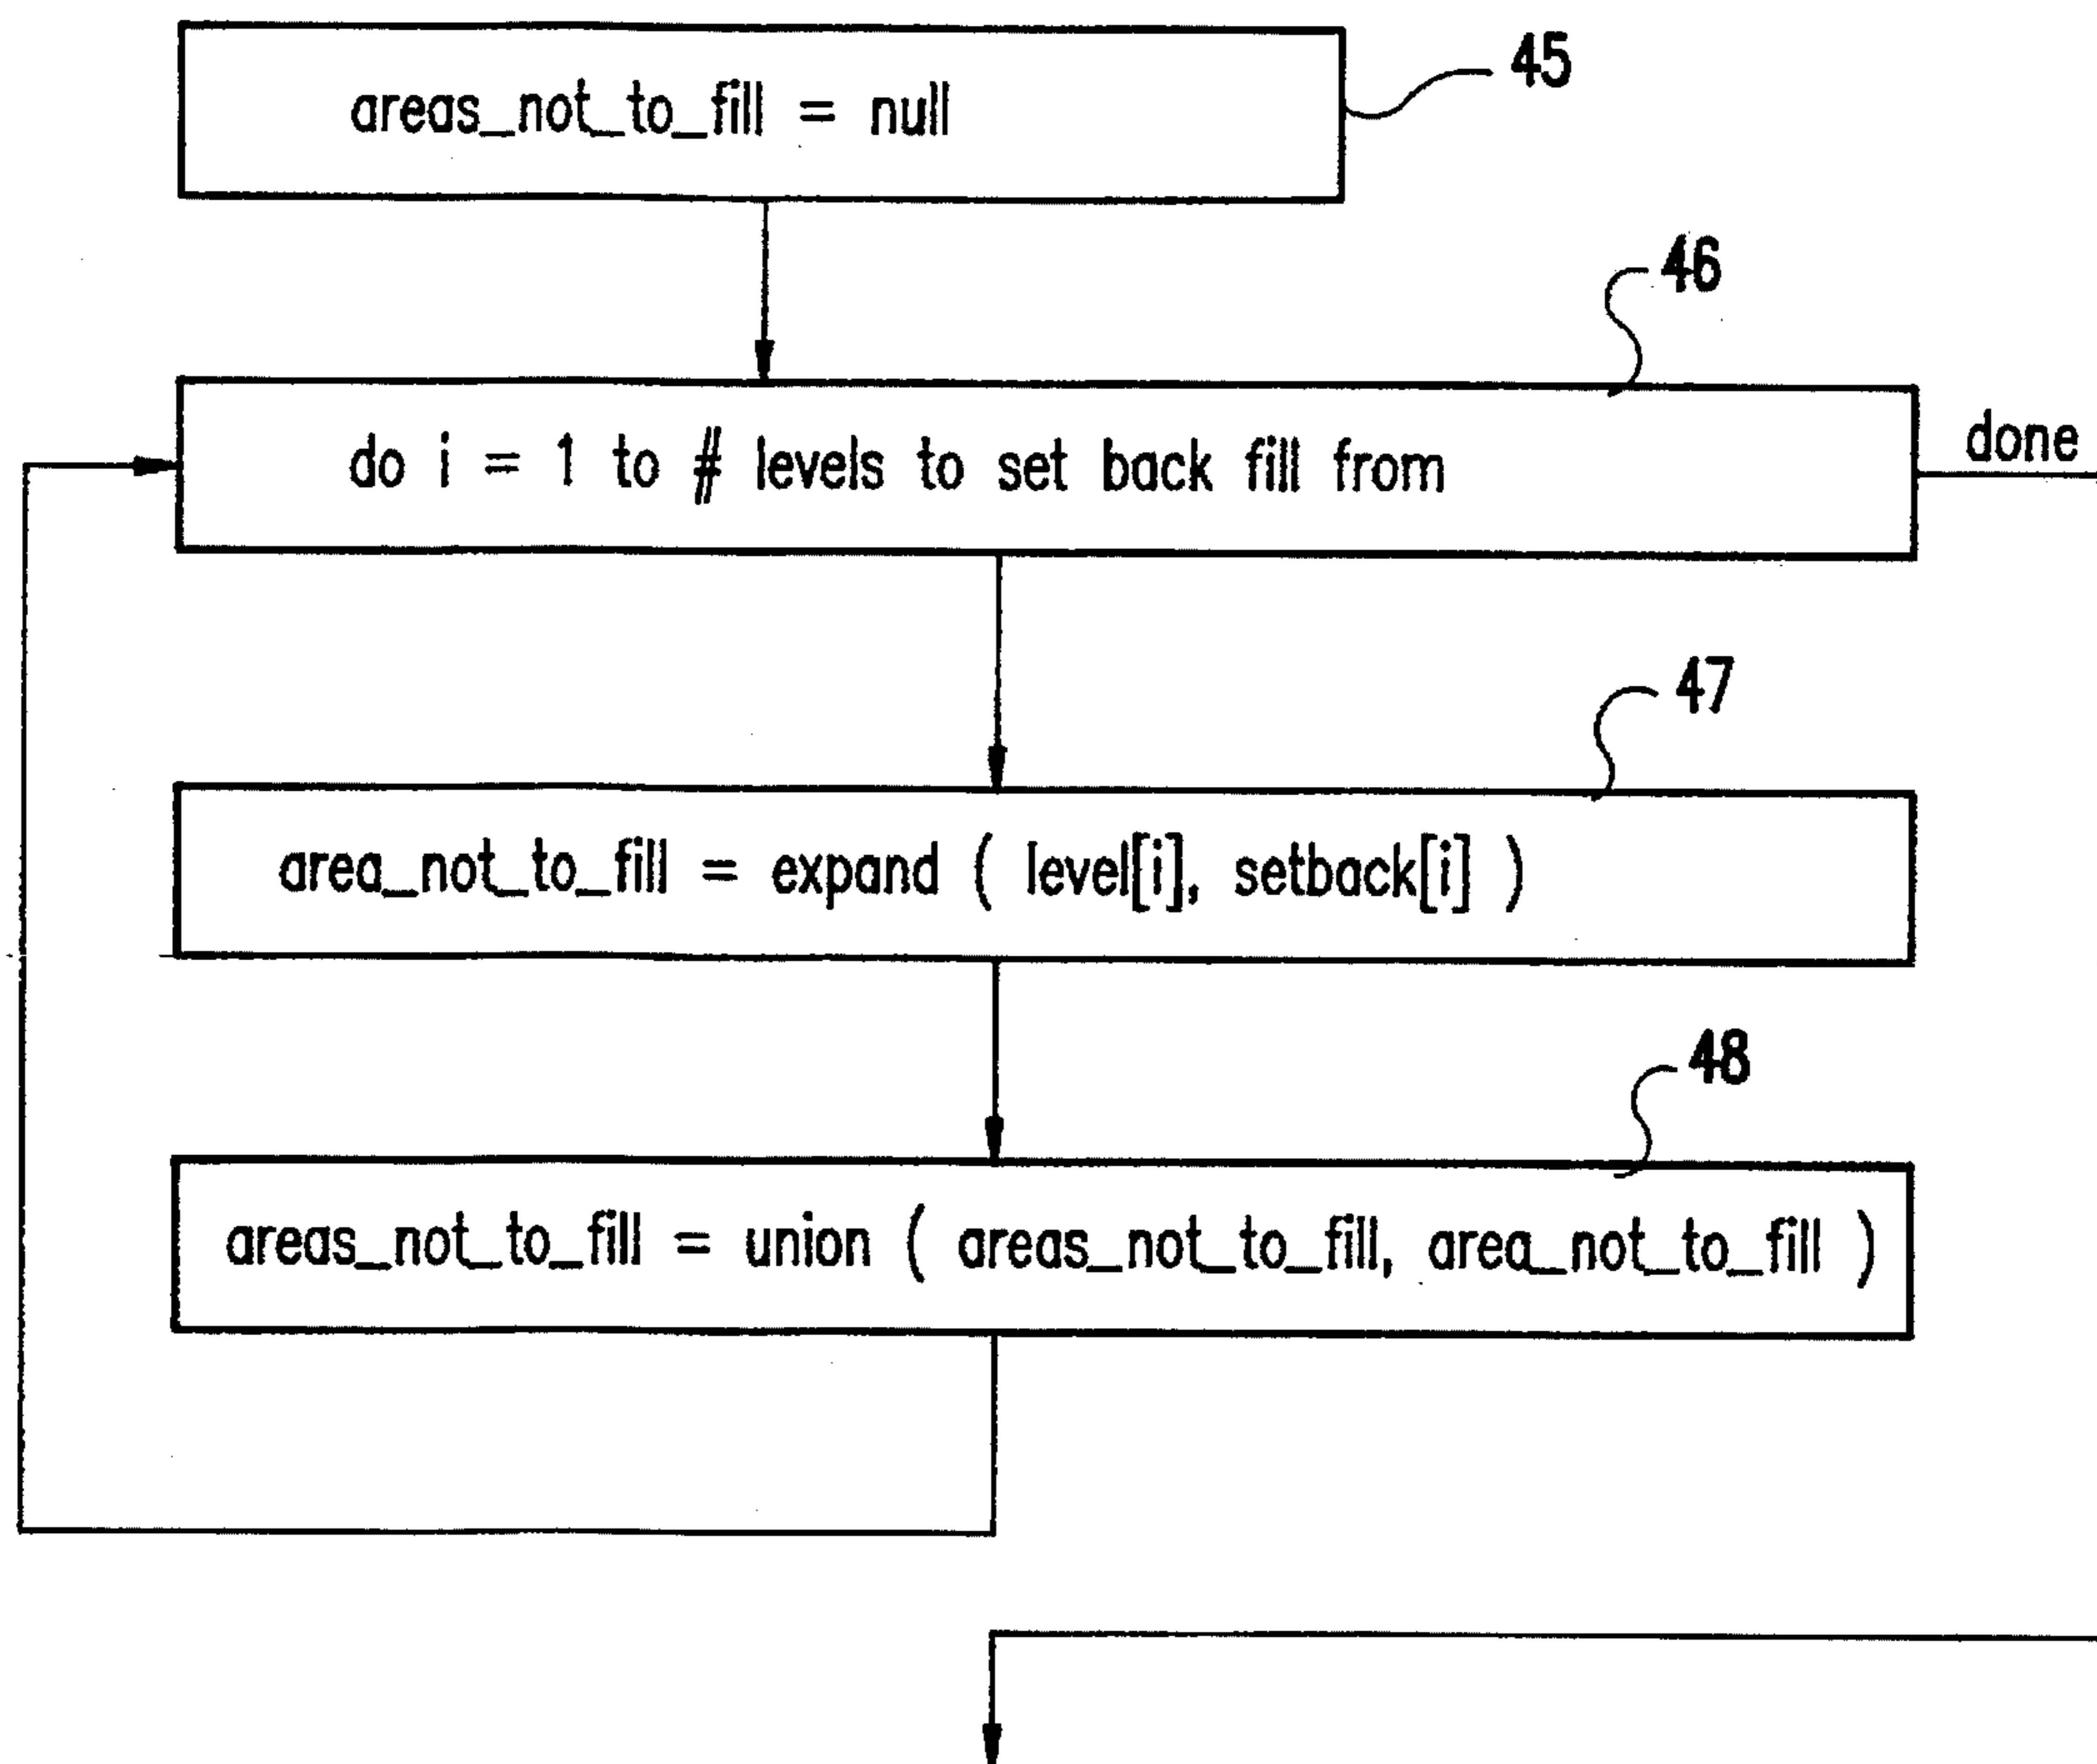 areas_not_to_fill = null
45
46
do i = 1 to # levels to set back fill from
done
47
area_not_to_fill = expand ( level[i], setback[i] )
48
areas_not_to_fill = union ( areas_not_to_fill, area_not_to_fill )